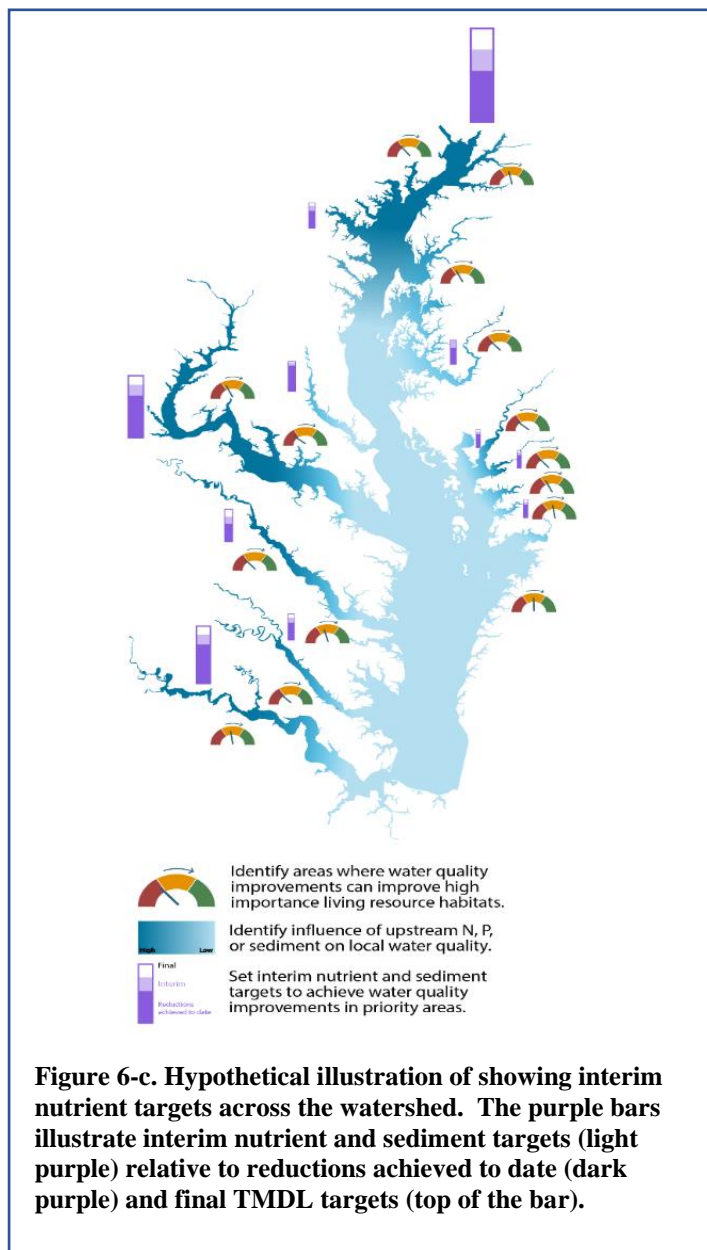 Identify areas where water quality
improvements can improve high
importance living resource habitats.
Identify influence of upstream N, P,
or sediment on local water quality.
High Low
Final
Interim
Reductions
achieved to date
Set interim nutrient and sediment
targets to achieve water quality
improvements in priority areas.
Figure 6-c. Hypothetical illustration of showing interim
nutrient targets across the watershed. The purple bars
illustrate interim nutrient and sediment targets (light
purple) relative to reductions achieved to date (dark
purple) and final TMDL targets (top of the bar).